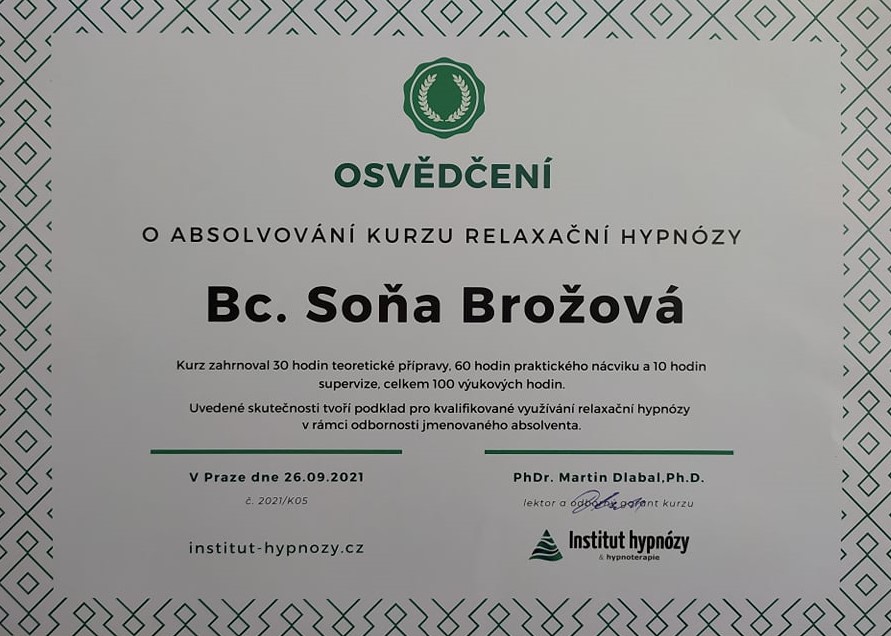 OSVĚDČENÍ
O ABSOLVOVÁNÍ KURZU RELAXAČNÍ HYPNÓZY
Bc. Soňa Brožová
Kurz zahrnoval 30 hodin teoretické přípravy, 60 hodin praktického nácviku a 10 hodin
supervize, celkem 100 výukových hodin.
Uvedené skutečnosti tvoří podklad pro kvalifikované využívání relaxační hypnózy
v rámci odbornosti jmenovaného absolventa.
V Praze dne 26.09.2021
č. 2021/K05
PhDr. Martin Dlabal,Ph.D.
lektor a odborný garant kurzu
institut-hypnozy.cz
Institut hypnózy
& hypnoterapie